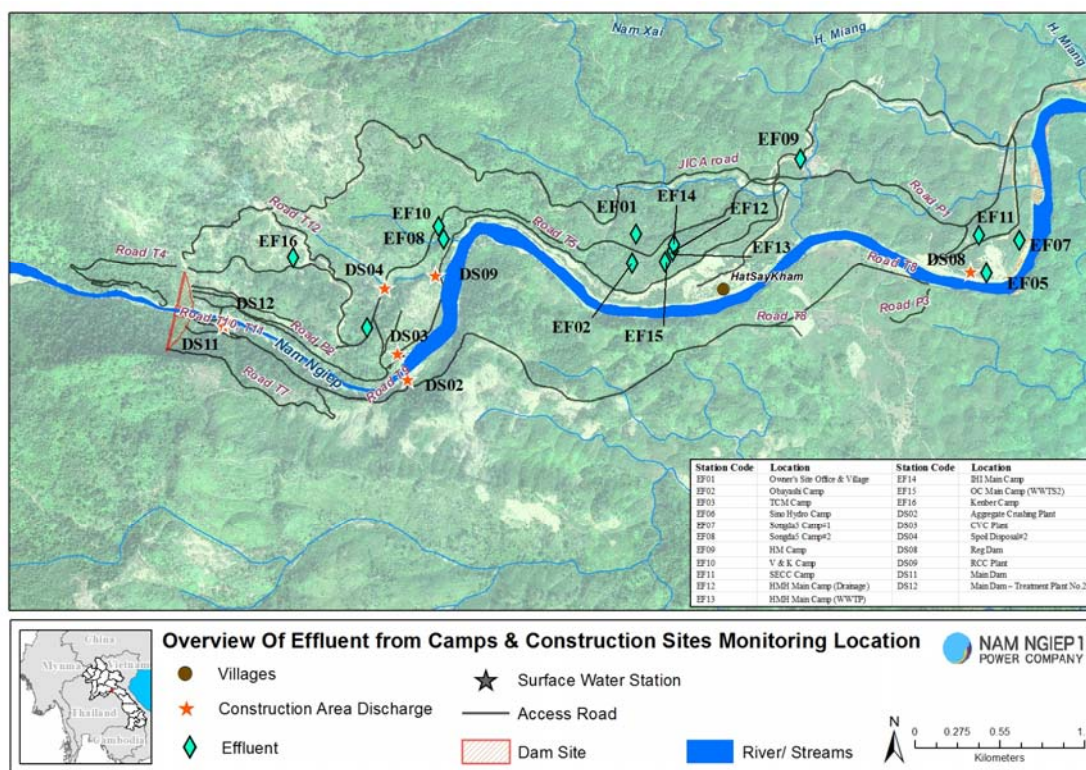 Nam Xai
H. Miang
H. Miang
EF09
JICA road
EF14
EF12
EF01
EF10
EF08
Road T12
Road T5
Road P1
EF11
EF07
EF16
EF13
DS08
Road T4
DS04
DS09
HatSayKham
Road T8
EF05
DS12
Road T10
T11
Road P2
EF02
EF15
Road T8
Road P3
DS11
DS03
Nam Ngiep
DS02
Road T7
Station Code Location Station Code Location
EF01 Owner's Site Office & Village EF14 IHI Main Camp
EF02 Obayashi Camp EF15 OC Main Camp (WWTS2)
EF03 TCM Camp EF16 Kenber Camp
EF06 Sino Hydro Camp DS02 Aggregate Crushing Plant
EF07 Songda5 Camp#1 DS03 CVC Plant
EF08 Songda5 Camp#2 DS04 Spoil Disposal#2
EF09 HM Camp DS08 Reg Dam
EF10 V & K Camp DS09 RCC Plant
EF11 SECC Camp DS11 Main Dam
EF12 HMH Main Camp (Drainage) DS12 Main Dam – Treatment Plant No.2
EF13 HMH Main Camp (WWTP)
China
Vietnam
Thailand
Cambodia
Overview Of Effluent from Camps & Construction Sites Monitoring Location
NAM NGIEP1
POWER COMPANY
Villages
Surface Water Station
Construction Area Discharge
Access Road
Effluent
Dam Site
River/ Streams
N
0 0.275 0.55 1.
Kilometers